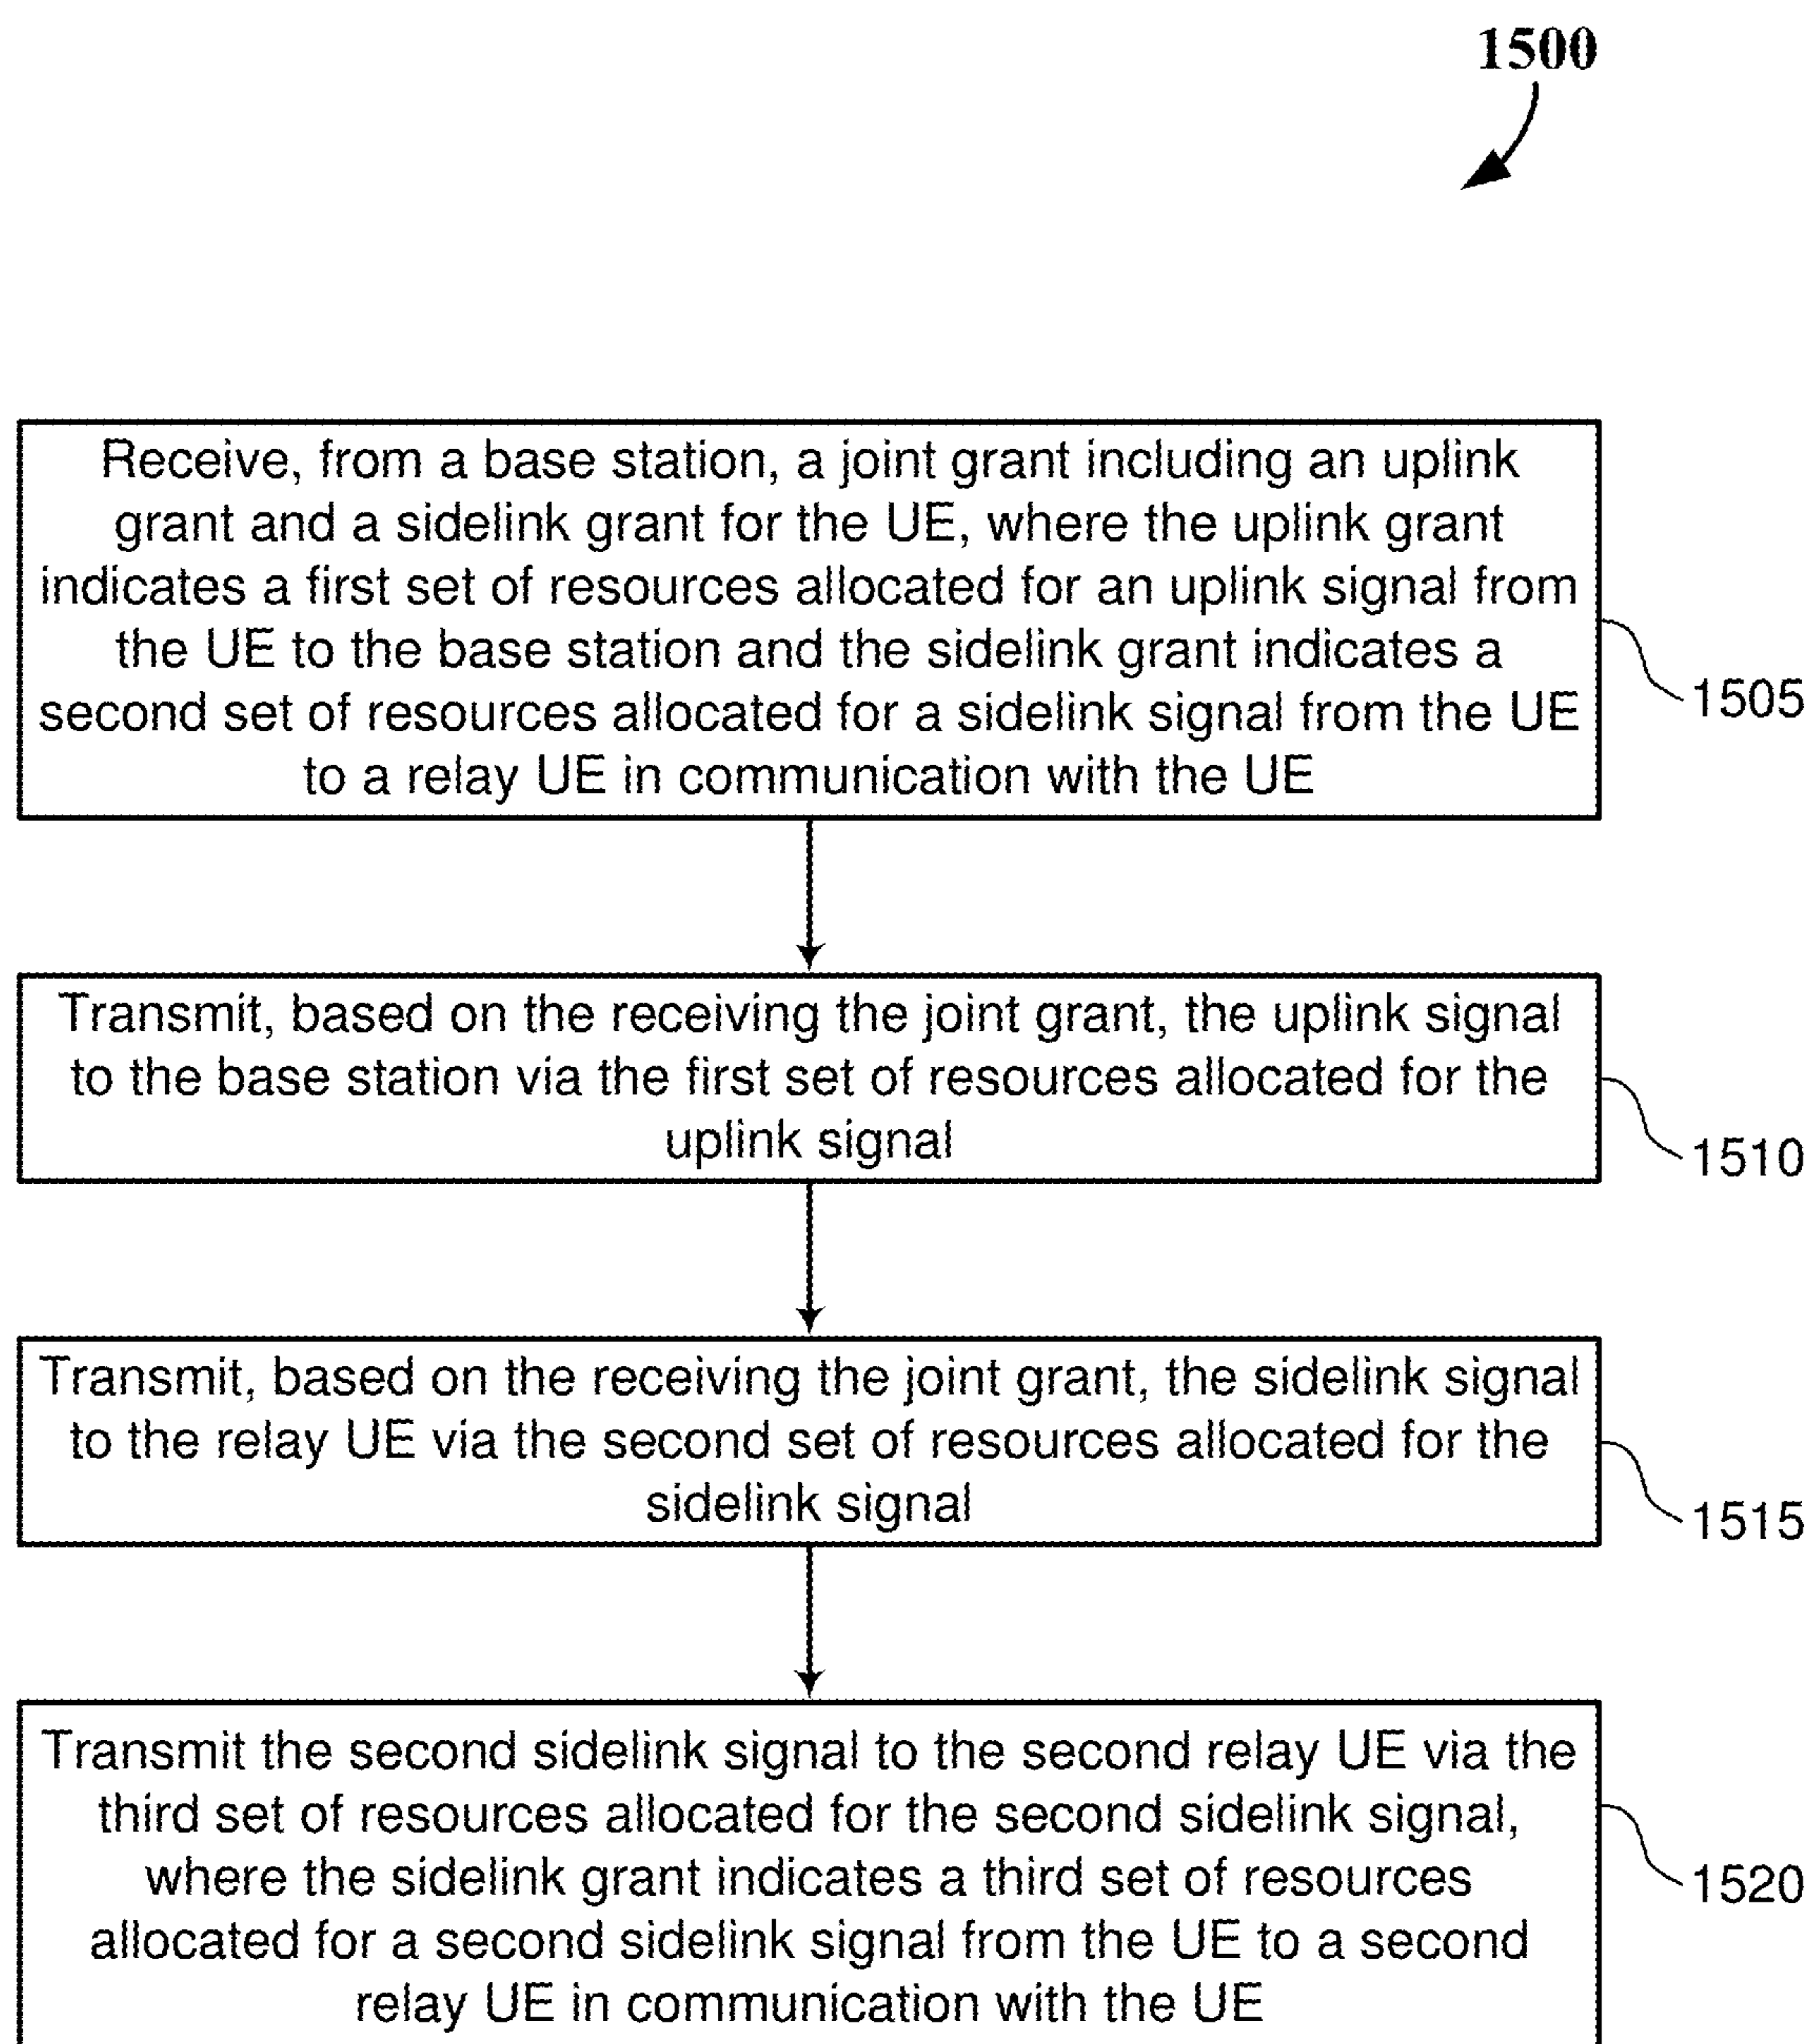 1500
Receive, from a base station, a joint grant including an uplink
grant and a sidelink grant for the UE, where the uplink grant
indicates a first set of resources allocated for an uplink signal from
the UE to the base station and the sidelink grant indicates a
second set of resources allocated for a sidelink signal from the UE
to a relay UE in communication with the UE
1505
Transmit, based on the receiving the joint grant, the uplink signal
to the base station via the first set of resources allocated for the
uplink signal
1510
Transmit, based on the receiving the joint grant, the sidelink signal
to the relay UE via the second set of resources allocated for the
sidelink signal
1515
Transmit the second sidelink signal to the second relay UE via the
third set of resources allocated for the second sidelink signal,
where the sidelink grant indicates a third set of resources
allocated for a second sidelink signal from the UE to a second
relay UE in communication with the UE
1520